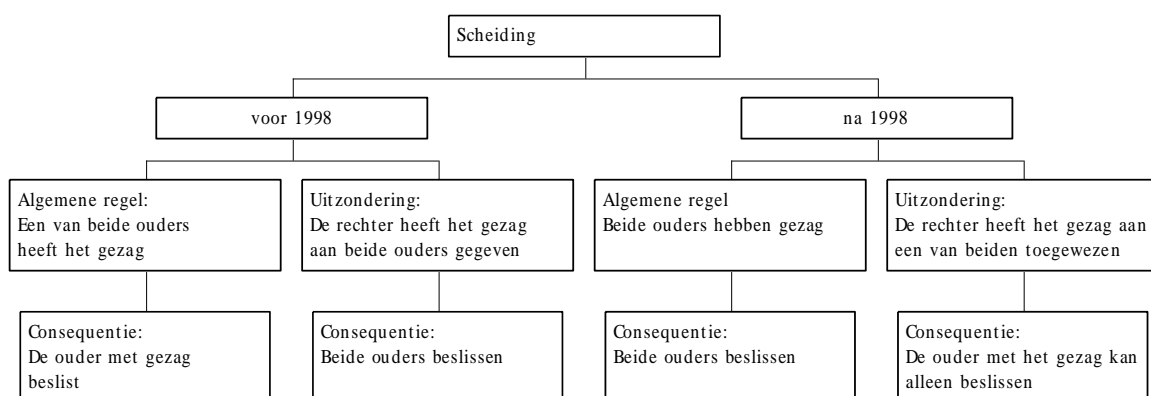 Scheiding
voor 1998
na 1998
Algemene regel:
Een van beide ouders
heeft het gezag
Uitzondering:
De rechter heeft het gezag
aan beide ouders gegeven
Algemene regel
Beide ouders hebben gezag
Uitzondering:
De rechter heeft het gezag aan
een van beiden toegewezen
Consequentie:
De ouder met gezag
beslist
Consequentie:
Beide ouders beslissen
Consequentie:
Beide ouders beslissen
Consequentie:
De ouder met het gezag kan
alleen beslissen